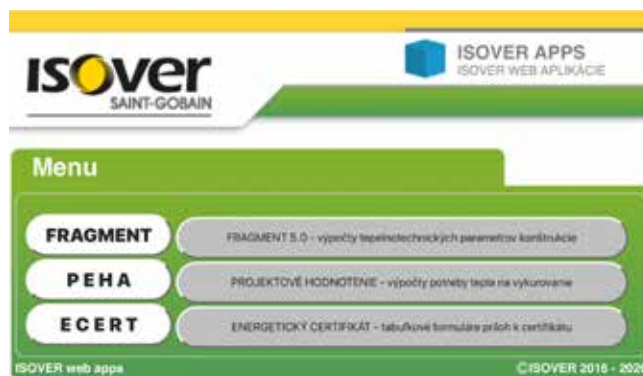 ISOVER APPS
ISOVER WEB APLIKÁCIE
isover
SAINT-GOBAIN
Menu
FRAGMENT
FRAGMENT 5.0 - výpočty tepelnotechnických parametrov konštrukcie
PEHA
PROJEKTOVÉ HODNOTENIE - výpočty potreby tepla na vykurovanie
ECERT
ENERGETICKÝ CERTIFIKÁT - tabuľkové formuláre príloh k certifikátu
ISOVER web apps
©ISOVER 2016 - 2020